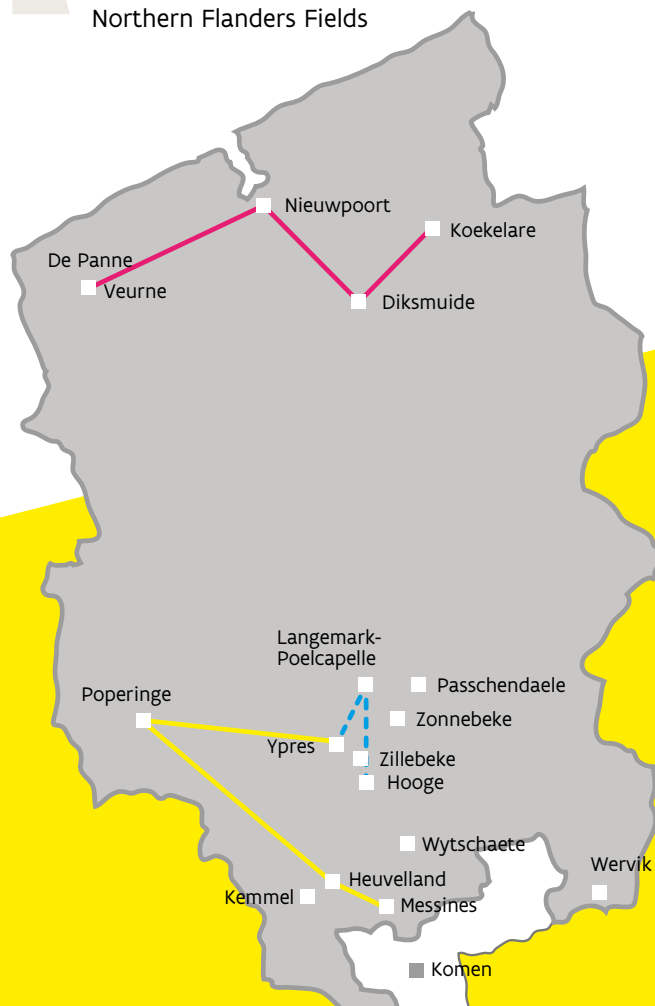 Northern Flanders Fields
Nieuwpoort
Koekelare
De Panne
Veurne
Diksmuide
Langemark-
Poelcapelle
Passchendaele
Poperinge
Zonnebeke
Ypres
Zillebeke
Hooge
Wytschaete
Wervik
Heuvelland
Kemmel
Messines
Komen